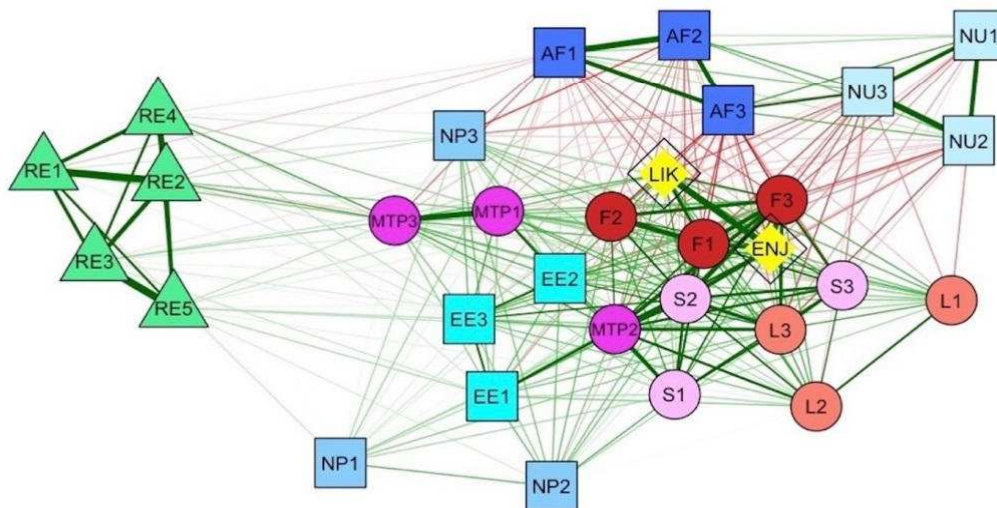 AF1
AF2
AF3
NU1
NU3
NU2
NP3
RE4
RE1
RE2
RE3
RE5
MTP3
MTP1
LIK
F2
F1
F3
ENJ
EE2
EE3
EE1
S2
S3
L1
MTP2
L3
S1
L2
NP1
NP2